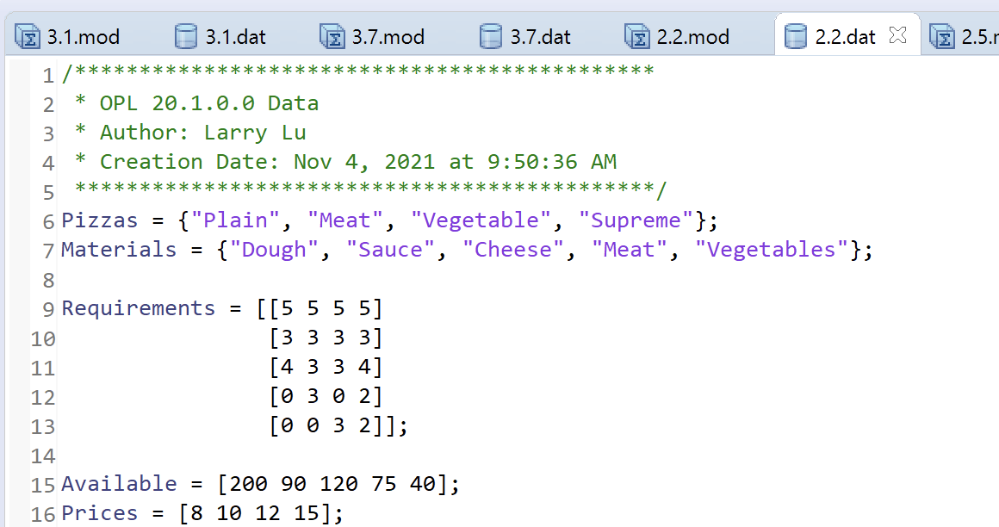 3.1.mod 3.1.dat 3.7.mod 3.7.dat 2.2.mod 2.2.dat 2.5.
1 /*********************************************
2  * OPL 20.1.0.0 Data
3  * Author: Larry Lu
4  * Creation Date: Nov 4, 2021 at 9:50:36 AM
5  *********************************************/
6 Pizzas = {"Plain", "Meat", "Vegetable", "Supreme"};
7 Materials = {"Dough", "Sauce", "Cheese", "Meat", "Vegetables"};
8
9 Requirements = [[5 5 5 5]
10                 [3 3 3 3]
11                 [4 3 3 4]
12                 [0 3 0 2]
13                 [0 0 3 2]];
14
15 Available = [200 90 120 75 40];
16 Prices = [8 10 12 15];